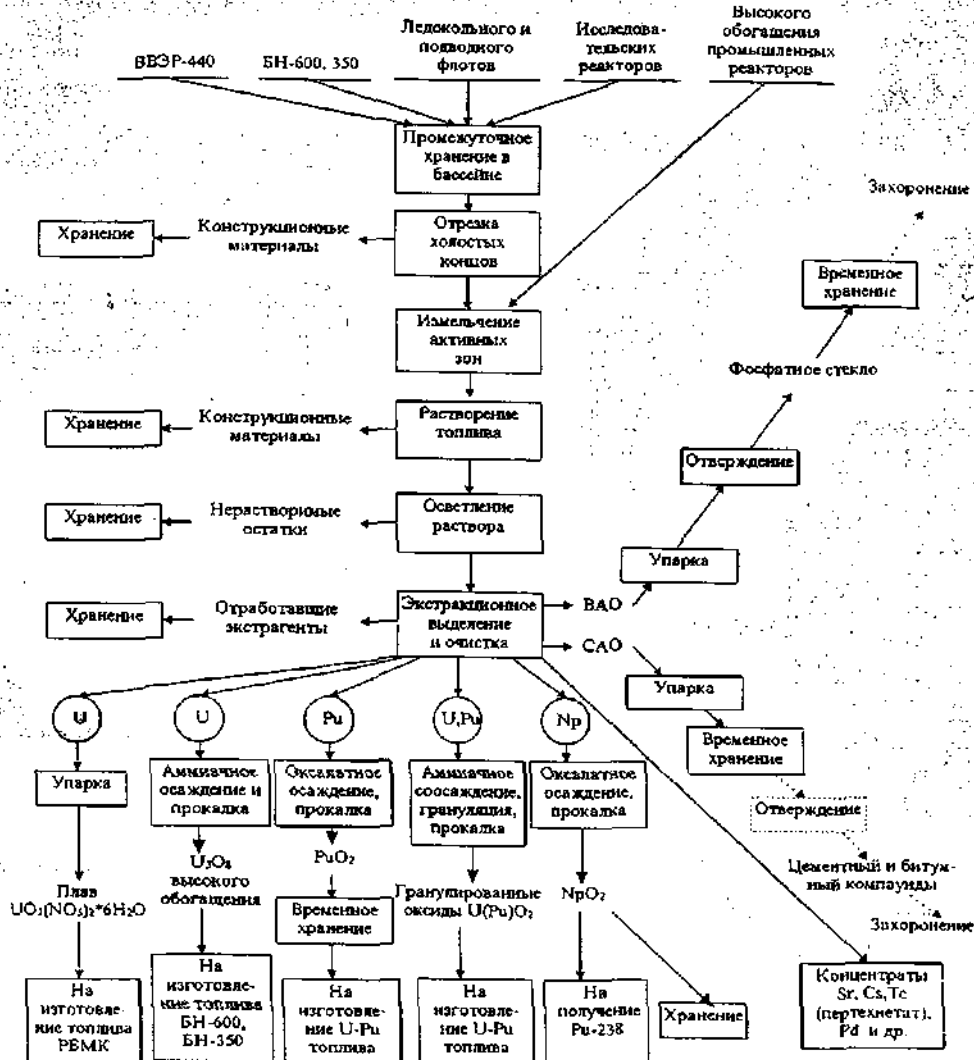 ВВЭР-440
БН-600, 350
Ледокольного и
подводного
флотов
Исследова-
тельских
реакторов
Высокого
обогащения
промышленных
реакторов
Промежуточное
хранение в
бассейне
Захоронение
Хранение
Конструкционные
материалы
Отрезка
холостых
концов
Временное
хранение
Измельчение
активных
зон
Фосфатное стекло
Хранение
Конструкционные
материалы
Растворение
топлива
Отверждение
Хранение
Нерастворимые
остатки
Осветление
раствора
Упарка
Хранение
Отработавшие
экстрагенты
Экстракционное
выделение
и очистка
ВАО
САО
Упарка
Временное
хранение
U
U
Pu
U,Pu
Np
Упарка
Аммиачное
осаждение и
прокалка
Оксалатное
осаждение,
прокалка
Аммиачное
соосаждение,
грануляция,
прокалка
Оксалатное
осаждение,
прокалка
Отверждение
Цементный и битум-
ный компаунды
Захоронение
Плав
UO₂(NO₃)₂*6H₂O
U₃O₈
высокого
обогащения
PuO₂
Временное
хранение
Гранулированные
оксиды U(Pu)O₂
NpO₂
На
изготовле-
ние топлива
РБМК
На
изготовле-
ние топлива
БН-600,
БН-350
На
изготовле-
ние U-Pu
топлива
На
изготовле-
ние U-Pu
топлива
На
получение
Pu-238
Хранение
Концентраты
Sr, Cs,Tc
(пертехнетат),
Pd и др.